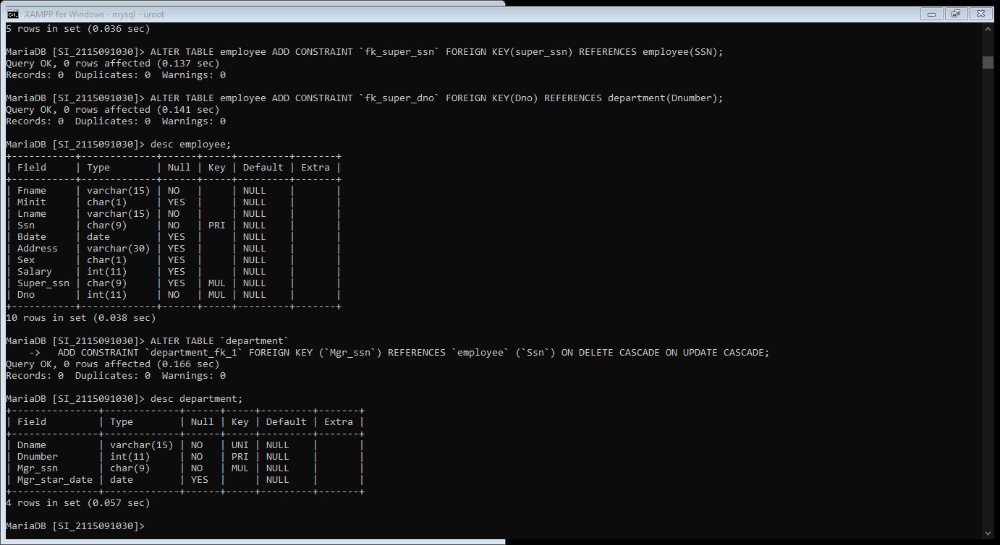 XAMPP for Windows - mysql  -uroot
5 rows in set (0.036 sec)
MariaDB [SI_2115091030]> ALTER TABLE employee ADD CONSTRAINT `fk_super_ssn` FOREIGN KEY(super_ssn) REFERENCES employee(SSN);
Query OK, 0 rows affected (0.137 sec)
Records: 0  Duplicates: 0  Warnings: 0
MariaDB [SI_2115091030]> ALTER TABLE employee ADD CONSTRAINT `fk_super_dno` FOREIGN KEY(Dno) REFERENCES department(Dnumber);
Query OK, 0 rows affected (0.141 sec)
Records: 0  Duplicates: 0  Warnings: 0
MariaDB [SI_2115091030]> desc employee;
+-----------+-------------+------+-----+---------+-------+
| Field     | Type        | Null | Key | Default | Extra |
+-----------+-------------+------+-----+---------+-------+
| Fname     | varchar(15) | NO   |     | NULL    |       |
| Minit     | char(1)     | YES  |     | NULL    |       |
| Lname     | varchar(15) | NO   |     | NULL    |       |
| Ssn       | char(9)     | NO   | PRI | NULL    |       |
| Bdate     | date        | YES  |     | NULL    |       |
| Address   | varchar(30) | YES  |     | NULL    |       |
| Sex       | char(1)     | YES  |     | NULL    |       |
| Salary    | int(11)     | YES  |     | NULL    |       |
| Super_ssn | char(9)     | YES  | MUL | NULL    |       |
| Dno       | int(11)     | NO   | MUL | NULL    |       |
+-----------+-------------+------+-----+---------+-------+
10 rows in set (0.038 sec)
MariaDB [SI_2115091030]> ALTER TABLE `department`
    ->   ADD CONSTRAINT `department_fk_1` FOREIGN KEY (`Mgr_ssn`) REFERENCES `employee` (`Ssn`) ON DELETE CASCADE ON UPDATE CASCADE;
Query OK, 0 rows affected (0.166 sec)
Records: 0  Duplicates: 0  Warnings: 0
MariaDB [SI_2115091030]> desc department;
+---------------+-------------+------+-----+---------+-------+
| Field         | Type        | Null | Key | Default | Extra |
+---------------+-------------+------+-----+---------+-------+
| Dname         | varchar(15) | NO   | UNI | NULL    |       |
| Dnumber       | int(11)     | NO   | PRI | NULL    |       |
| Mgr_ssn       | char(9)     | NO   | MUL | NULL    |       |
| Mgr_star_date | date        | YES  |     | NULL    |       |
+---------------+-------------+------+-----+---------+-------+
4 rows in set (0.057 sec)
MariaDB [SI_2115091030]>